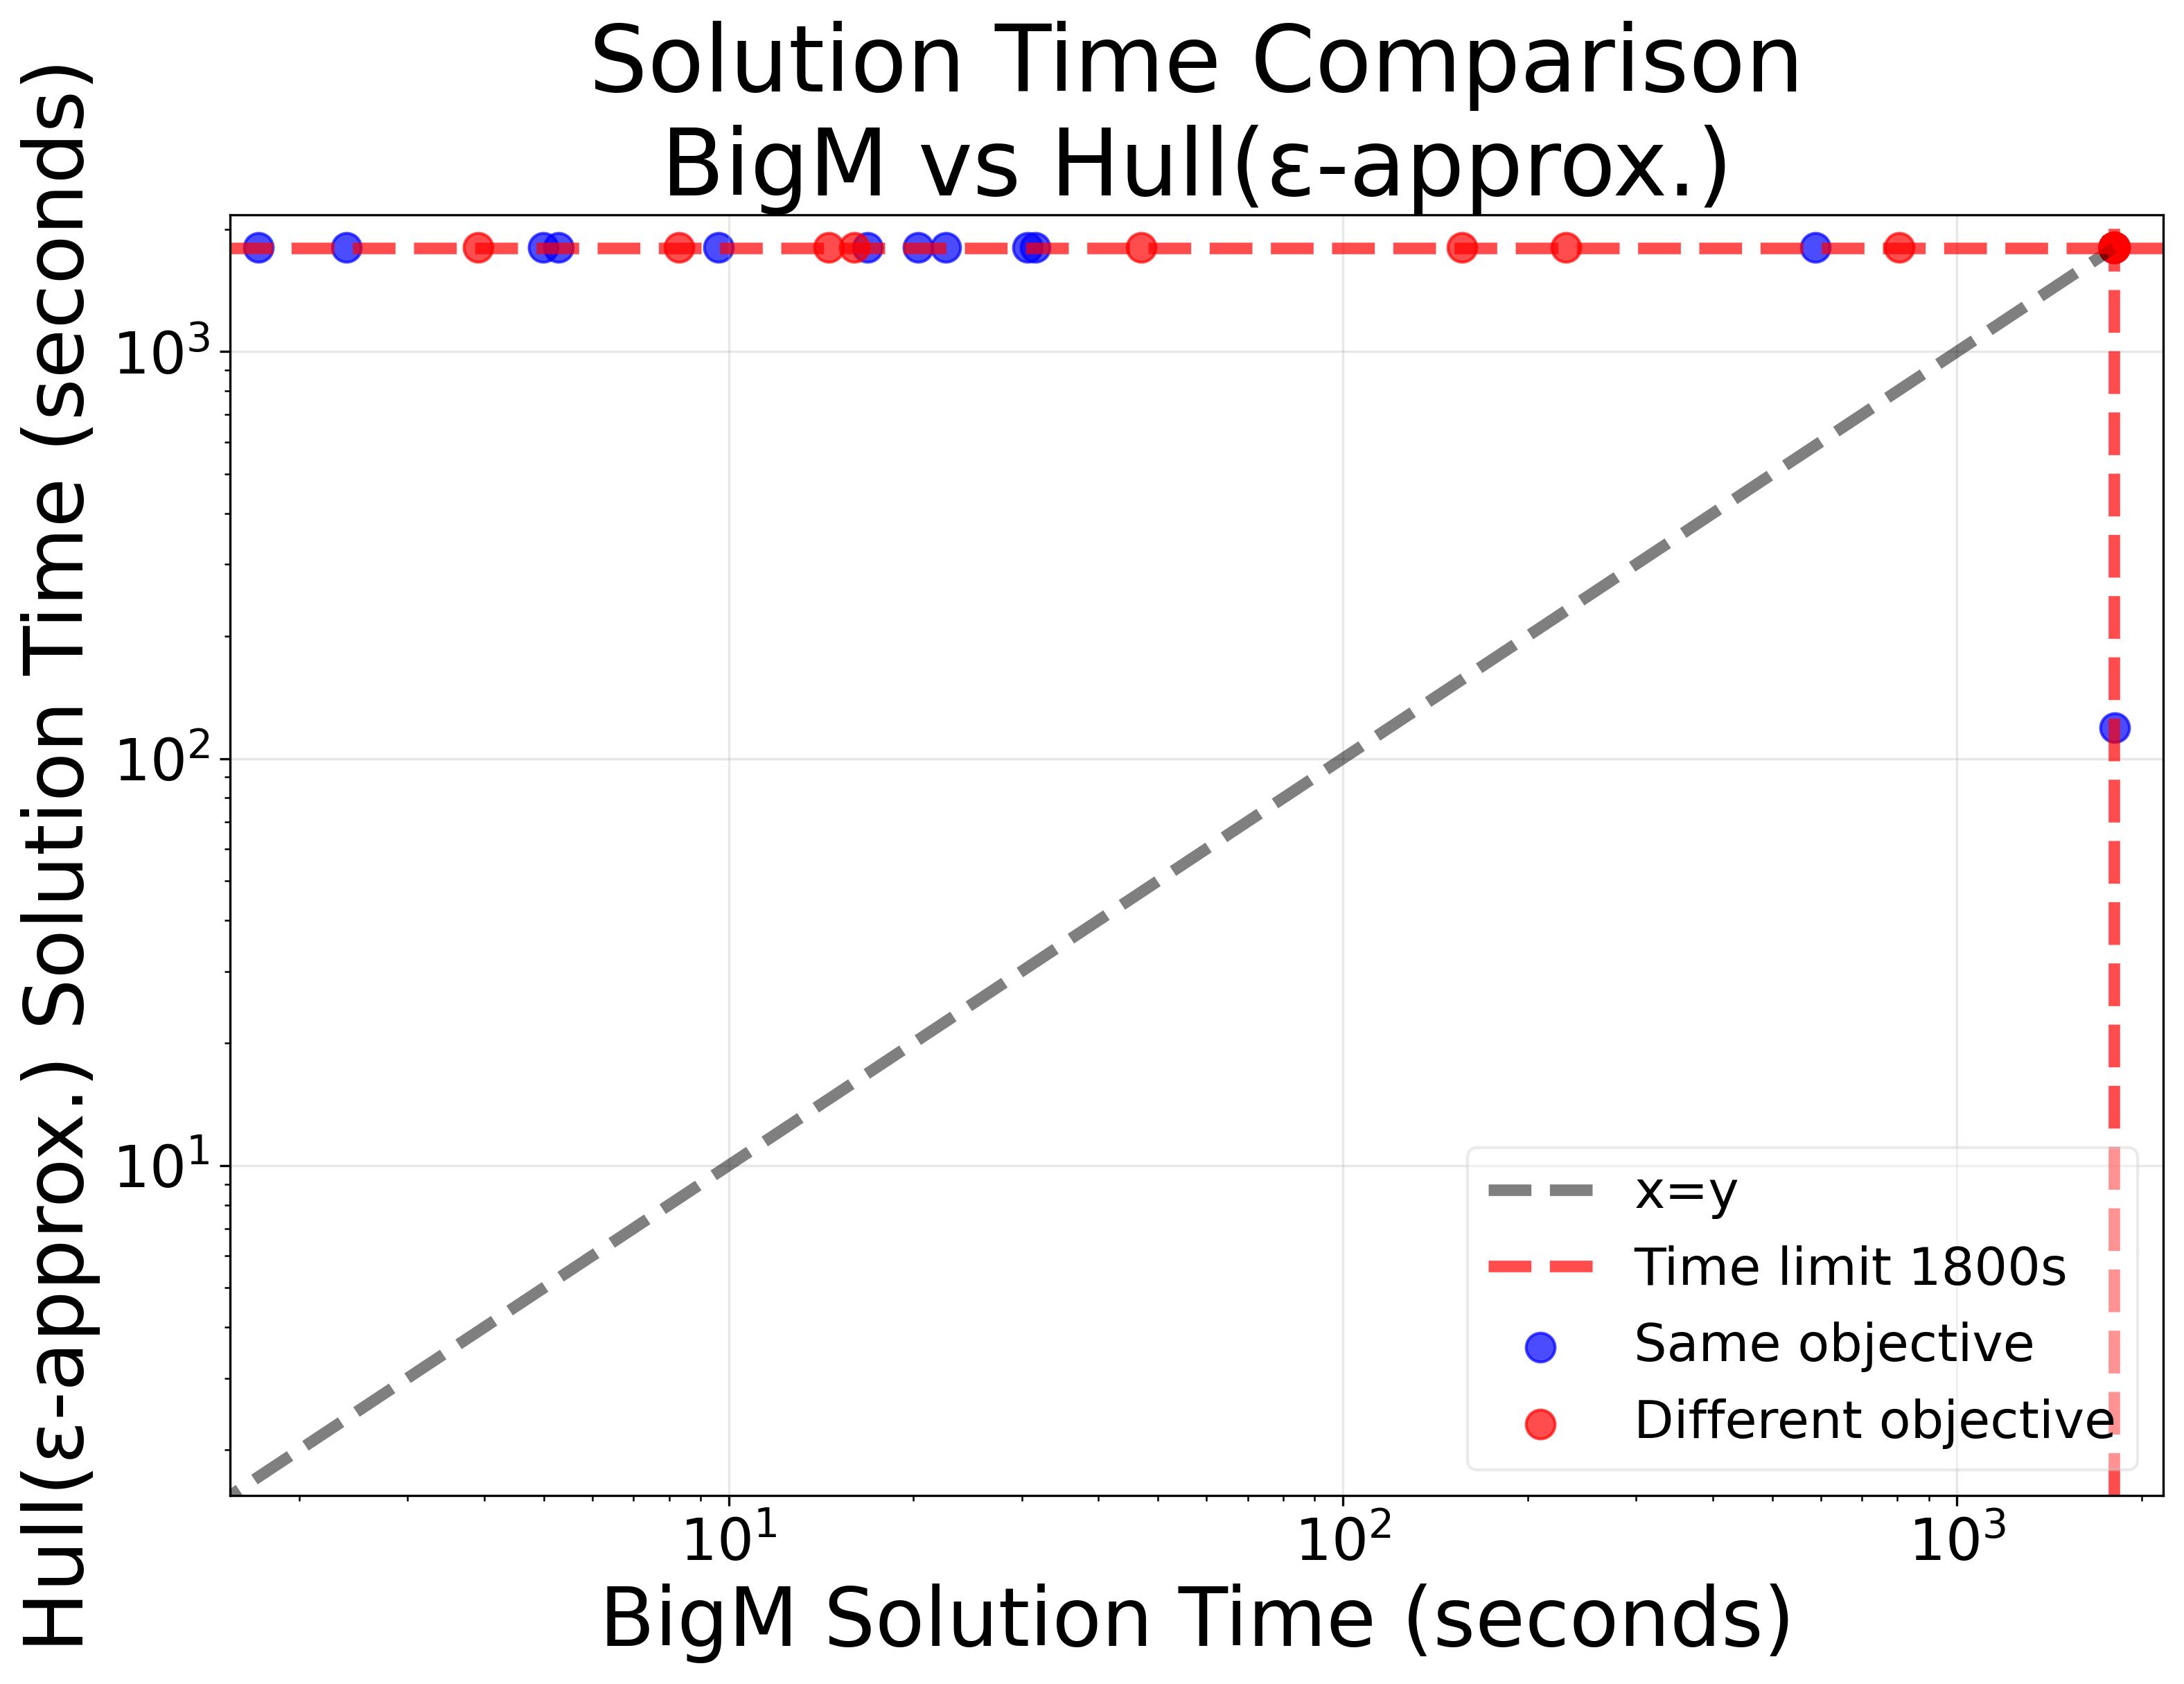 Solution Time Comparison
BigM vs Hull(ε-approx.)
Hull(ε-approx.) Solution Time (seconds)
10³
10²
10¹
x=y
Time limit 1800s
Same objective
Different objective
10¹ 10² 10³
BigM Solution Time (seconds)